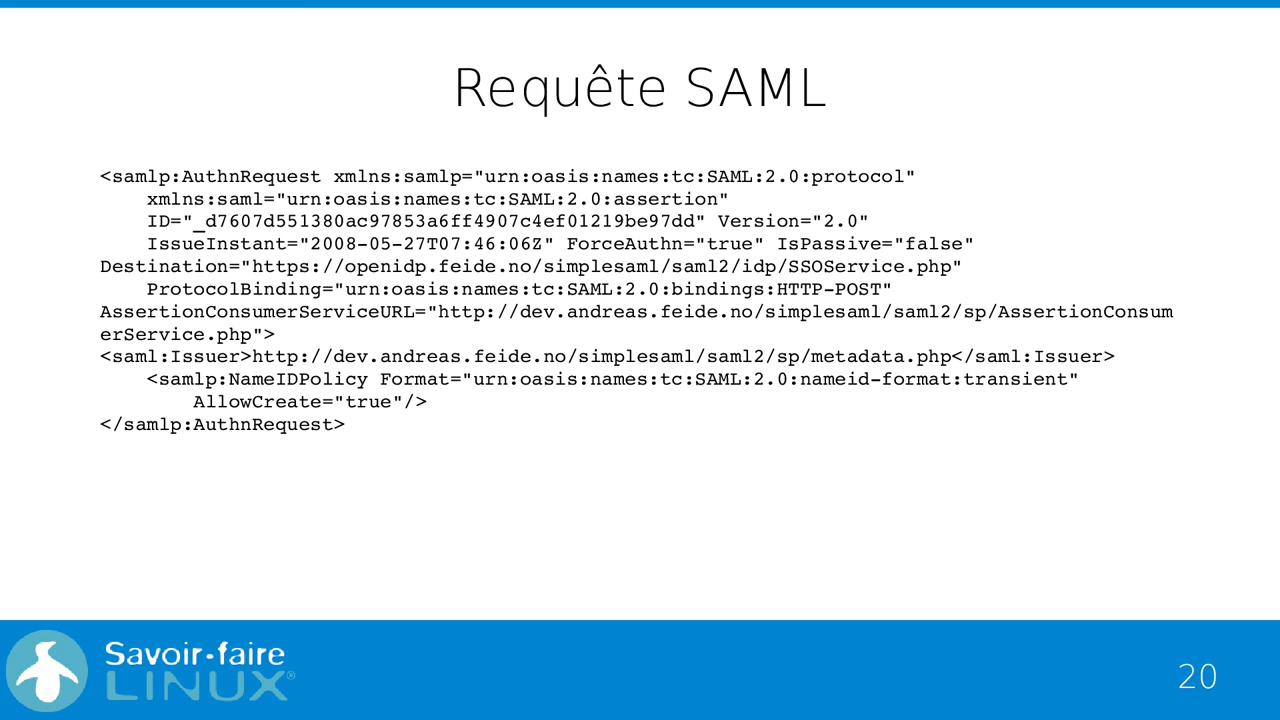 Requête SAML
<samlp:AuthnRequest xmlns:samlp="urn:oasis:names:tc:SAML:2.0:protocol"
    xmlns:saml="urn:oasis:names:tc:SAML:2.0:assertion"
    ID="_d7607d551380ac97853a6ff4907c4ef01219be97dd" Version="2.0"
    IssueInstant="2008-05-27T07:46:06Z" ForceAuthn="true" IsPassive="false"
Destination="https://openidp.feide.no/simplesaml/saml2/idp/SSOService.php"
    ProtocolBinding="urn:oasis:names:tc:SAML:2.0:bindings:HTTP-POST"
AssertionConsumerServiceURL="http://dev.andreas.feide.no/simplesaml/saml2/sp/AssertionConsum
erService.php">
<saml:Issuer>http://dev.andreas.feide.no/simplesaml/saml2/sp/metadata.php</saml:Issuer>
    <samlp:NameIDPolicy Format="urn:oasis:names:tc:SAML:2.0:nameid-format:transient"
        AllowCreate="true"/>
</samlp:AuthnRequest>
Savoir-faire
LINUX®
20